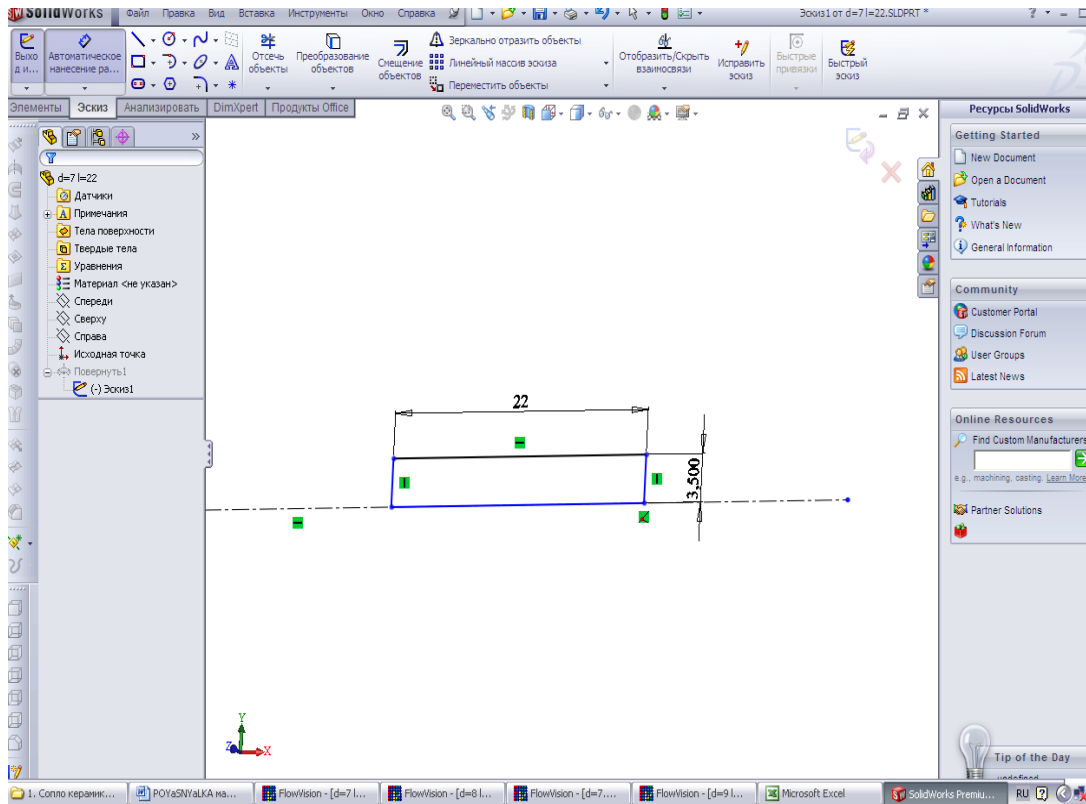 SolidWorks Файл Правка Вид Вставка Инструменты Окно Справка Эскиз1 от d=7 l=22.SLDPRT *
Выхо
д и...
Автоматическое
нанесение ра...
Отсечь
объекты
Преобразование
объектов
Смещение
объектов
Зеркально отразить объекты
Линейный массив эскиза
Переместить объекты
Отобразить/Скрыть
взаимосвязи
Исправить
эскиз
Быстрые
привязки
Быстрый
эскиз
Элементы Эскиз Анализировать DimXpert Продукты Office
d=7 l=22
Датчики
Примечания
Тела поверхности
Твердые тела
Уравнения
Материал <не указан>
Спереди
Сверху
Справа
Исходная точка
Повернуть1
(-) Эскиз1
22
3,500
Y
Z
X
Ресурсы SolidWorks
Getting Started
New Document
Open a Document
Tutorials
What's New
General Information
Community
Customer Portal
Discussion Forum
User Groups
Latest News
Online Resources
Find Custom Manufacturers
e.g., machining, casting. Learn More
Partner Solutions
Tip of the Day
1. Сопло керамик... POYaSNYaLKA ма... FlowVision - [d=7 l... FlowVision - [d=8 l... FlowVision - [d=7.... FlowVision - [d=9 l... Microsoft Excel SolidWorks Premiu... RU